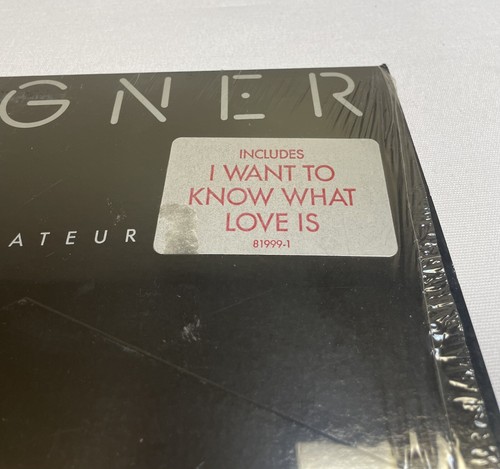 GNER
INCLUDES
I WANT TO
KNOW WHAT
LOVE IS
ATEUR
81999-1